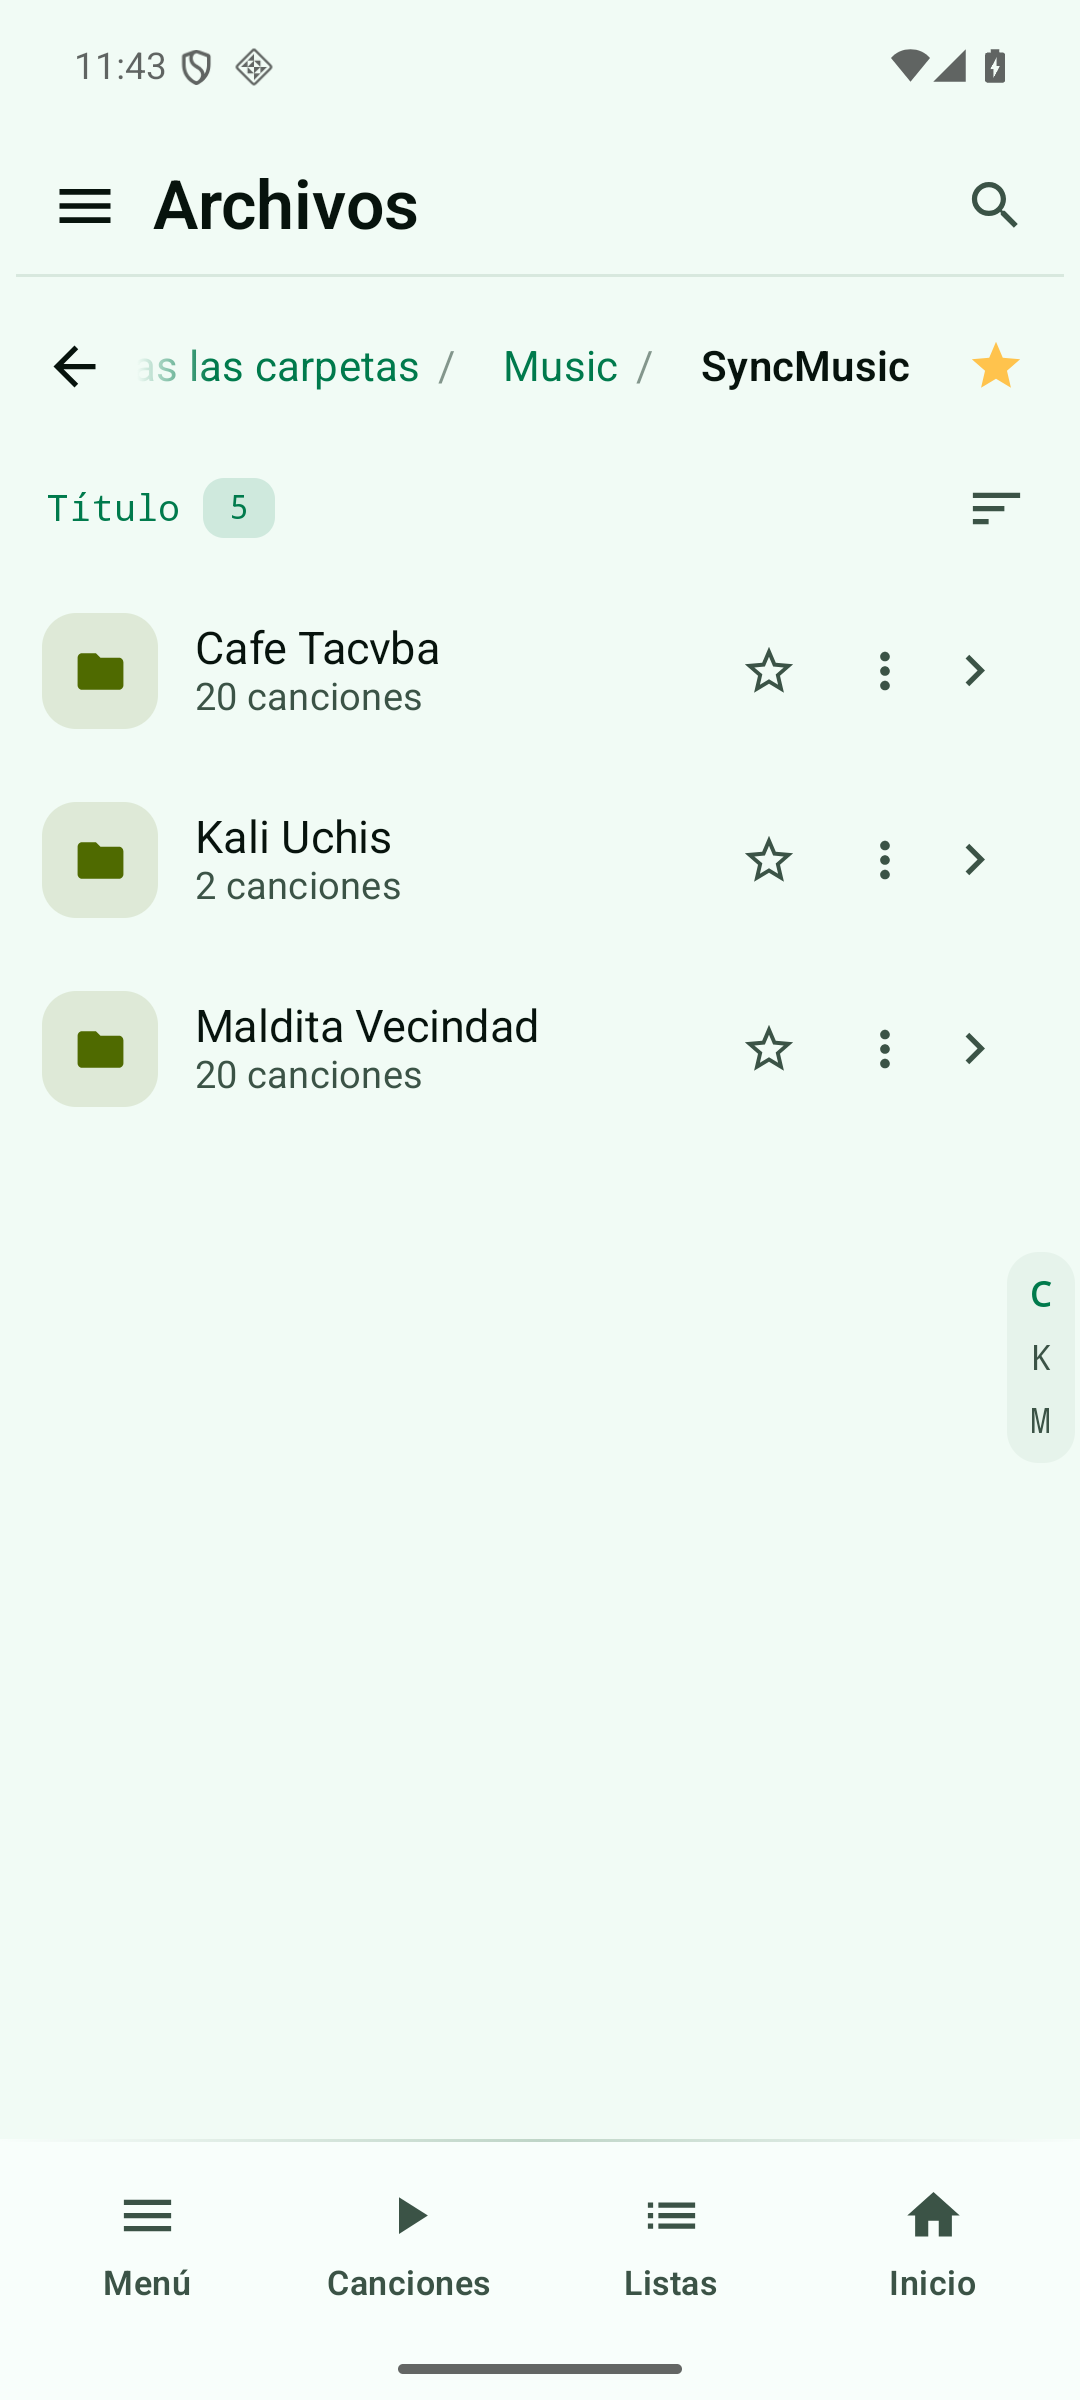 11:43
Archivos
as las carpetas / Music / SyncMusic
Título 5
Cafe Tacvba
20 canciones
Kali Uchis
2 canciones
Maldita Vecindad
20 canciones
C
K
M
Menú Canciones Listas Inicio